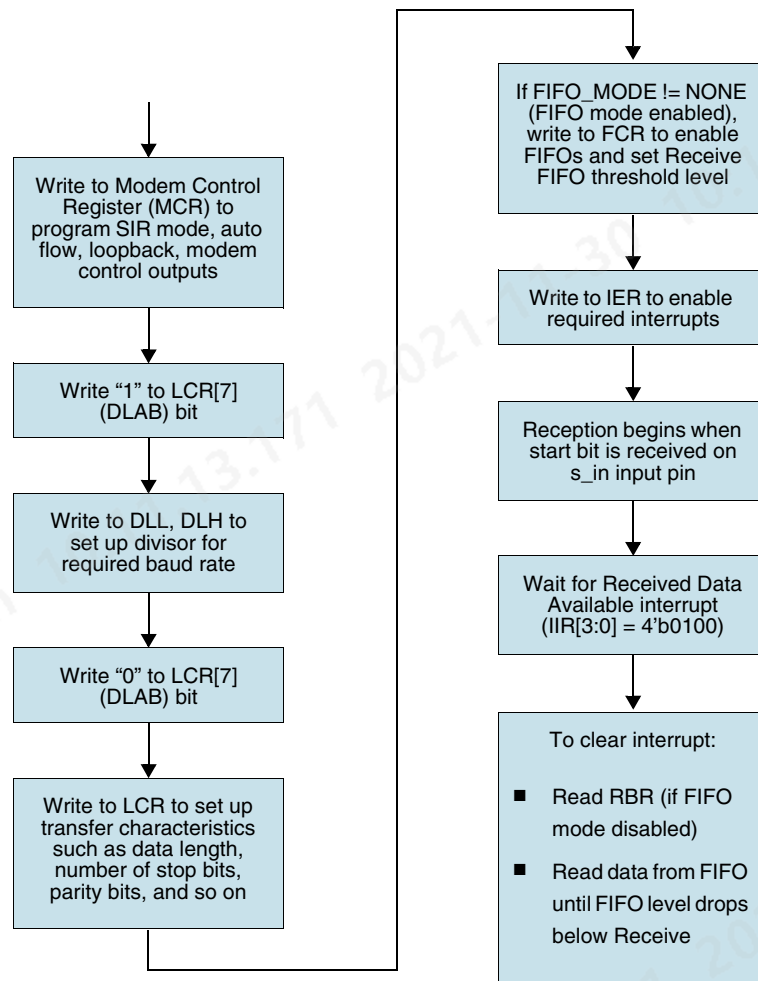 Write to Modem Control
Register (MCR) to
program SIR mode, auto
flow, loopback, modem
control outputs
Write “1” to LCR[7]
(DLAB) bit
Write to DLL, DLH to
set up divisor for
required baud rate
Write “0” to LCR[7]
(DLAB) bit
Write to LCR to set up
transfer characteristics
such as data length,
number of stop bits,
parity bits, and so on
If FIFO_MODE != NONE
(FIFO mode enabled),
write to FCR to enable
FIFOs and set Receive
FIFO threshold level
Write to IER to enable
required interrupts
Reception begins when
start bit is received on
s_in input pin
Wait for Received Data
Available interrupt
(IIR[3:0] = 4’b0100)
To clear interrupt:
■ Read RBR (if FIFO
mode disabled)
■ Read data from FIFO
until FIFO level drops
below Receive